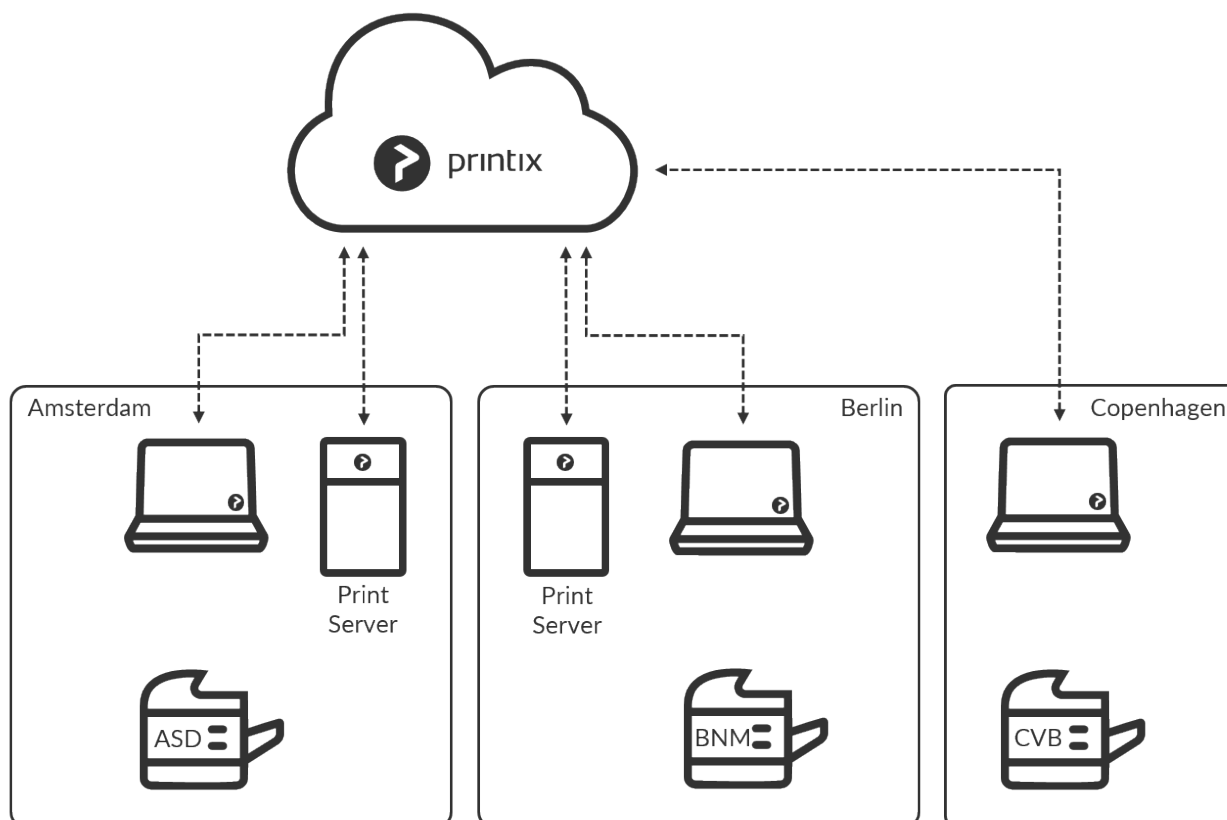 printix
Amsterdam
Berlin
Copenhagen
Print
Server
Print
Server
ASD
BNM
CVB